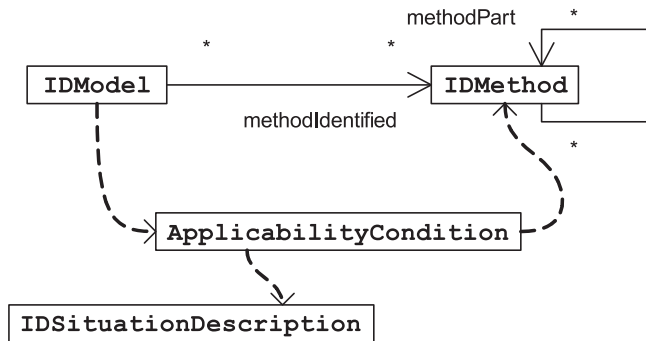 methodPart
*
*
*
IDModel
IDMethod
methodIdentified
*
ApplicabilityCondition
IDSituationDescription